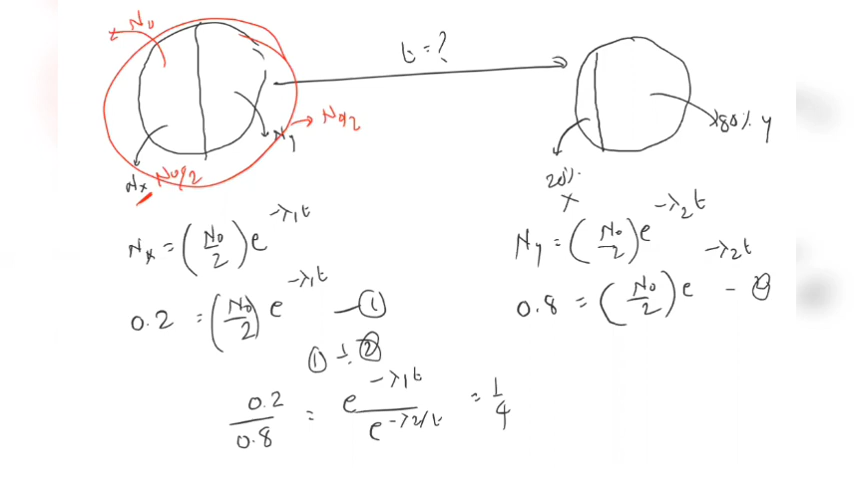 N₀
t = ?
N₀/2
Ny
80% y
Nx N₀/2
20%
x
Nx = (N₀/2) e^-λ₁t
Ny = (N₀/2) e^-λ₂t
0.2 = (N₀/2) e^-λ₁t - ①
0.8 = (N₀/2) e^-λ₂t - ②
① ÷ ②
0.2/0.8 = e^-λ₁t / e^-λ₂t = 1/4